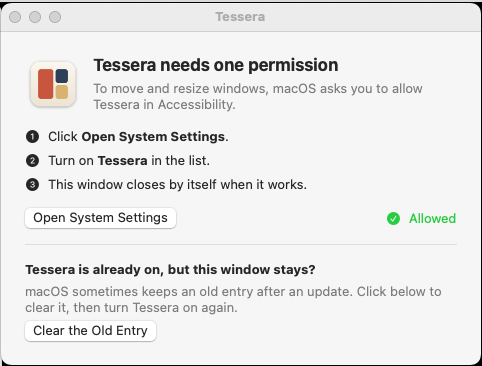 Tessera
Tessera needs one permission
To move and resize windows, macOS asks you to allow
Tessera in Accessibility.
1 Click Open System Settings.
2 Turn on Tessera in the list.
3 This window closes by itself when it works.
Open System Settings
Allowed
Tessera is already on, but this window stays?
macOS sometimes keeps an old entry after an update. Click below to
clear it, then turn Tessera on again.
Clear the Old Entry